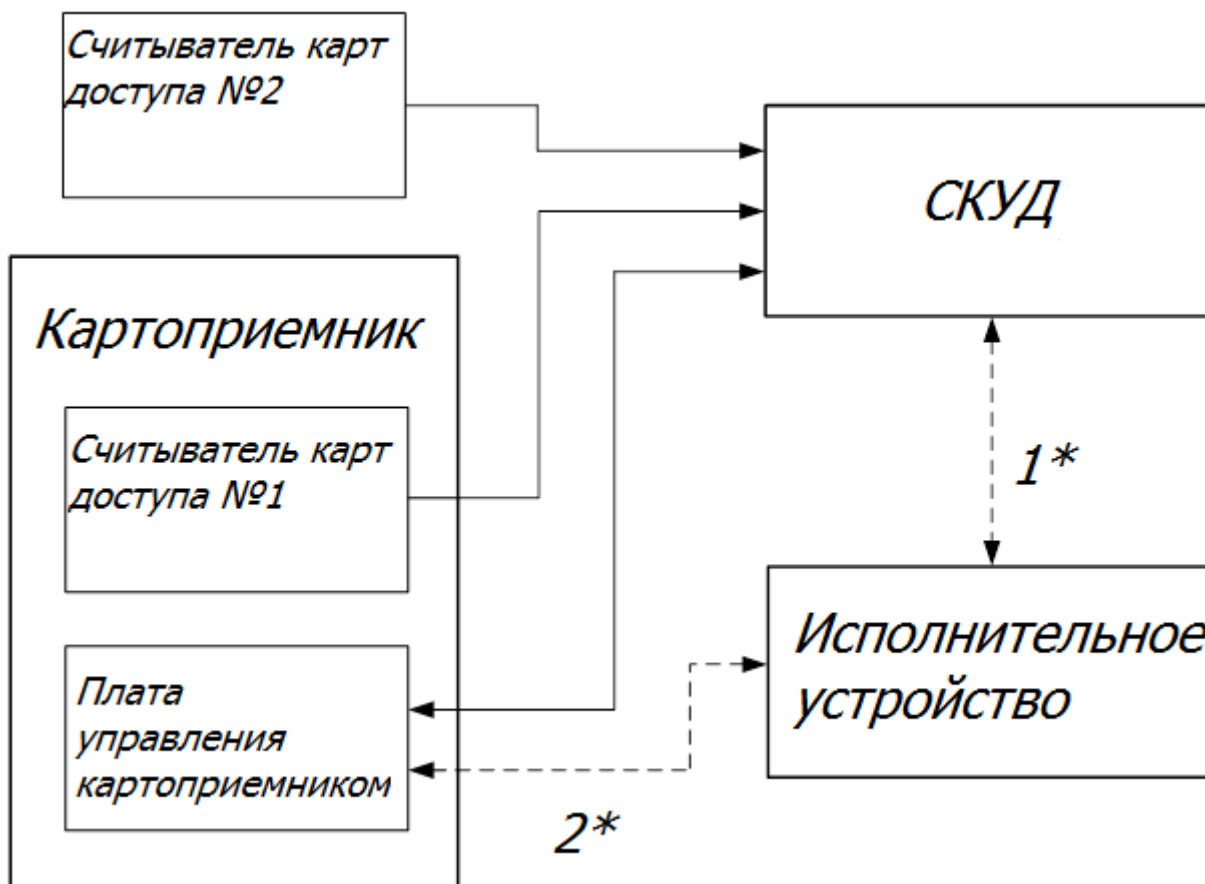 Считыватель карт
доступа №2
СКУД
Картоприемник
Считыватель карт
доступа №1
1*
Исполнительное
устройство
Плата
управления
картоприемником
2*